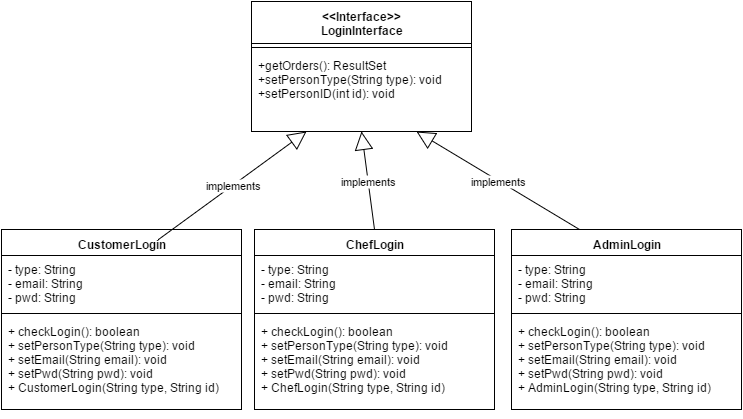 <<Interface>>
LoginInterface
+getOrders(): ResultSet
+setPersonType(String type): void
+setPersonID(int id): void
implements
implements
implements
CustomerLogin
- type: String
- email: String
- pwd: String
+ checkLogin(): boolean
+ setPersonType(String type): void
+ setEmail(String email): void
+ setPwd(String pwd): void
+ CustomerLogin(String type, String id)
ChefLogin
- type: String
- email: String
- pwd: String
+ checkLogin(): boolean
+ setPersonType(String type): void
+ setEmail(String email): void
+ setPwd(String pwd): void
+ ChefLogin(String type, String id)
AdminLogin
- type: String
- email: String
- pwd: String
+ checkLogin(): boolean
+ setPersonType(String type): void
+ setEmail(String email): void
+ setPwd(String pwd): void
+ AdminLogin(String type, String id)